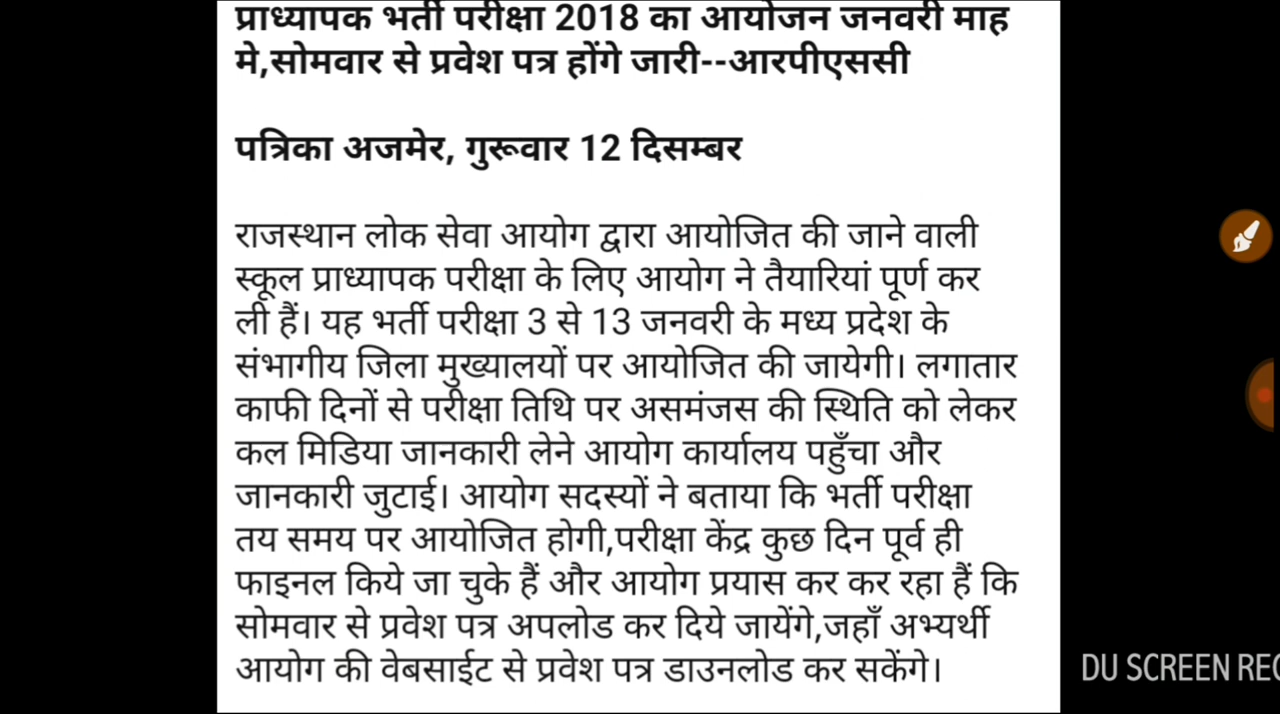 प्राध्यापक भर्ती परीक्षा 2018 का आयोजन जनवरी माह
मे,सोमवार से प्रवेश पत्र होंगे जारी--आरपीएससी
पत्रिका अजमेर, गुरूवार 12 दिसम्बर
राजस्थान लोक सेवा आयोग द्वारा आयोजित की जाने वाली
स्कूल प्राध्यापक परीक्षा के लिए आयोग ने तैयारियां पूर्ण कर
ली हैं। यह भर्ती परीक्षा 3 से 13 जनवरी के मध्य प्रदेश के
संभागीय जिला मुख्यालयों पर आयोजित की जायेगी। लगातार
काफी दिनों से परीक्षा तिथि पर असमंजस की स्थिति को लेकर
कल मिडिया जानकारी लेने आयोग कार्यालय पहुँचा और
जानकारी जुटाई। आयोग सदस्यों ने बताया कि भर्ती परीक्षा
तय समय पर आयोजित होगी,परीक्षा केंद्र कुछ दिन पूर्व ही
फाइनल किये जा चुके हैं और आयोग प्रयास कर कर रहा हैं कि
सोमवार से प्रवेश पत्र अपलोड कर दिये जायेंगे,जहाँ अभ्यर्थी
आयोग की वेबसाईट से प्रवेश पत्र डाउनलोड कर सकेंगे।
DU SCREEN REC